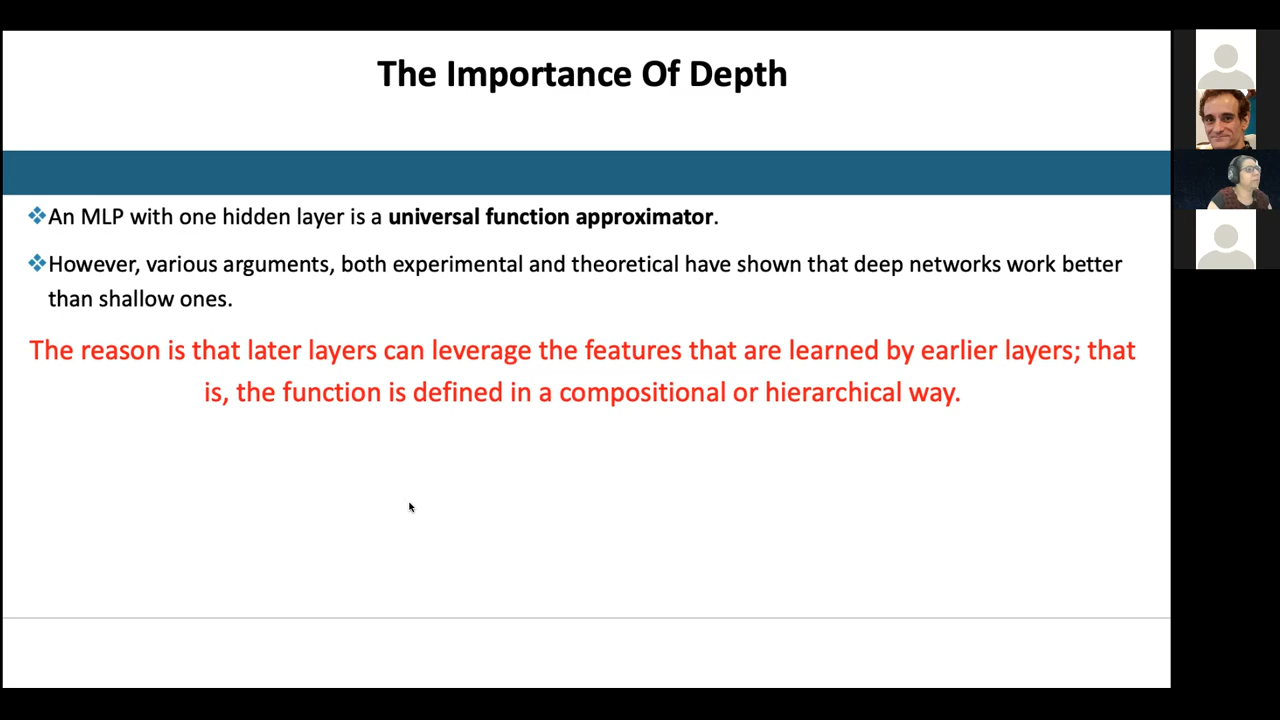 The Importance Of Depth
❖An MLP with one hidden layer is a universal function approximator.
❖However, various arguments, both experimental and theoretical have shown that deep networks work better
than shallow ones.
The reason is that later layers can leverage the features that are learned by earlier layers; that
is, the function is defined in a compositional or hierarchical way.